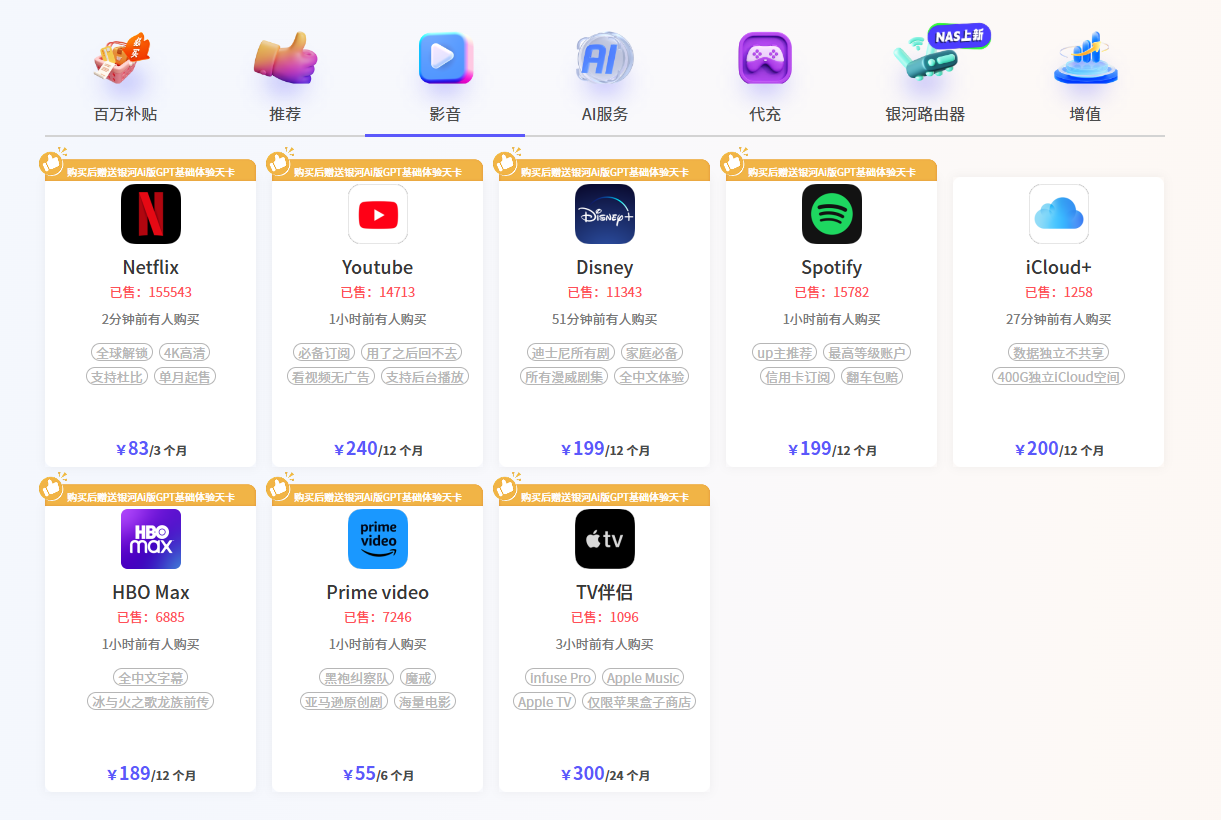 必买
NAS上新
AI
百万补贴
推荐
影音
AI服务
代充
银河路由器
增值
购买后赠送银河AI版GPT基础体验天卡
N
Netflix
已售：155543
2分钟前有人购买
全球解锁
4K高清
支持杜比
单月起售
￥83/3 个月
购买后赠送银河AI版GPT基础体验天卡
Youtube
已售：14713
1小时前有人购买
必备订阅
用了之后回不去
看视频无广告
支持后台播放
￥240/12 个月
购买后赠送银河AI版GPT基础体验天卡
Disney+
Disney
已售：11343
51分钟前有人购买
迪士尼所有剧
家庭必备
所有漫威剧集
全中文体验
￥199/12 个月
购买后赠送银河AI版GPT基础体验天卡
Spotify
已售：15782
1小时前有人购买
up主推荐
最高等级账户
信用卡订阅
翻车包赔
￥199/12 个月
iCloud+
已售：1258
27分钟前有人购买
数据独立不共享
400G独立ICloud空间
￥200/12 个月
购买后赠送银河AI版GPT基础体验天卡
HBO
max
HBO Max
已售：6885
1小时前有人购买
全中文字幕
冰与火之歌龙族前传
￥189/12 个月
购买后赠送银河AI版GPT基础体验天卡
prime
video
Prime video
已售：7246
1小时前有人购买
黑袍纠察队
魔戒
亚马逊原创剧
海量电影
￥55/6 个月
购买后赠送银河AI版GPT基础体验天卡
tv
TV伴侣
已售：1096
3小时前有人购买
Infuse Pro
Apple Music
Apple TV
仅限苹果盒子商店
￥300/24 个月